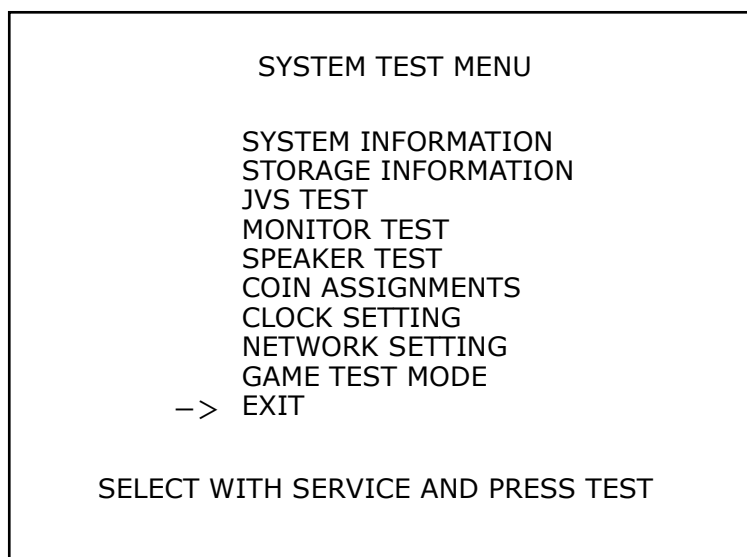 SYSTEM TEST MENU
SYSTEM INFORMATION
STORAGE INFORMATION
JVS TEST
MONITOR TEST
SPEAKER TEST
COIN ASSIGNMENTS
CLOCK SETTING
NETWORK SETTING
GAME TEST MODE
–> EXIT
SELECT WITH SERVICE AND PRESS TEST